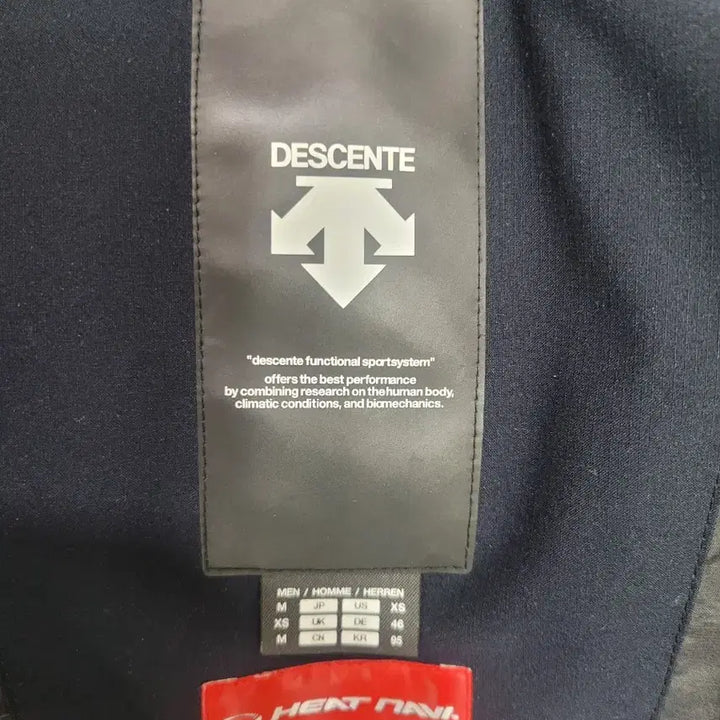 DESCENTE
"descente functional sportsystem"
offers the best performance
by combining research on the human body,
climatic conditions, and biomechanics.
MEN / HOMME / HERREN
M JP US XS
XS UK DE 46
M CN KR 95
HEAT NAVI